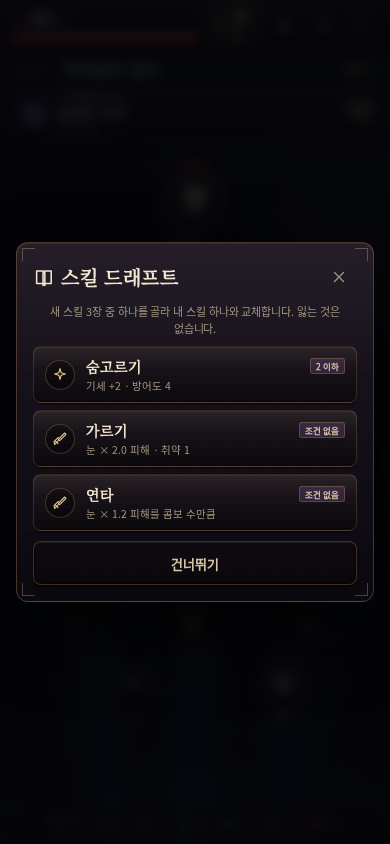 스킬 드래프트
새 스킬 3장 중 하나를 골라 내 스킬 하나와 교체합니다. 잃는 것은
없습니다.
숨고르기
2 이하
기세 +2 · 방어도 4
가르기
조건 없음
눈 × 2.0 피해 · 취약 1
연타
조건 없음
눈 × 1.2 피해를 콤보 수만큼
건너뛰기